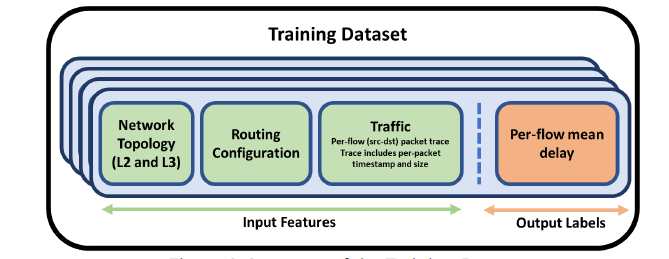 Training Dataset
Network
Topology
(L2 and L3)
Routing
Configuration
Traffic
Per-flow (src-dst) packet trace
Trace includes per-packet
timestamp and size
Per-flow mean
delay
Input Features
Output Labels